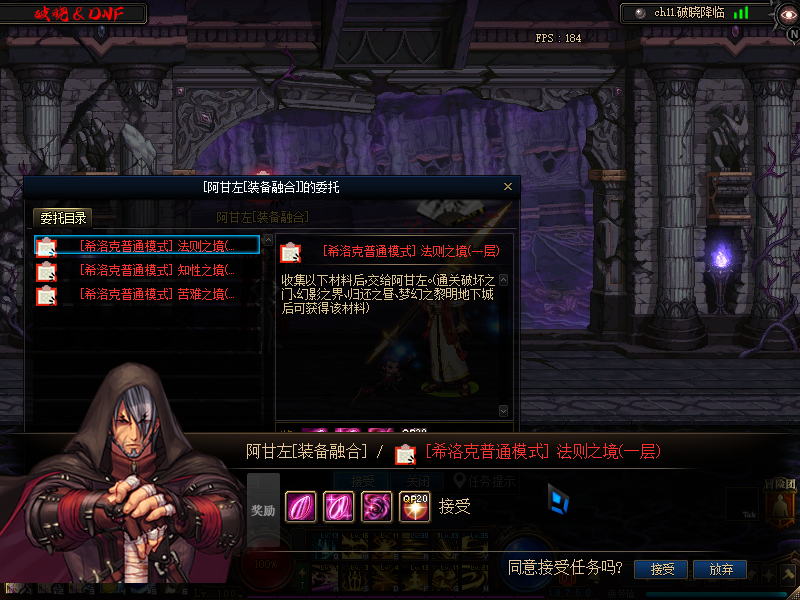 破晓&DNF
ch11.破晓降临
N
FPS : 184
[阿甘左[装备融合]]的委托
委托目录
阿甘左[装备融合]
[希洛克普通模式] 法则之境(...
[希洛克普通模式] 知性之境(...
[希洛克普通模式] 苦难之境(...
[希洛克普通模式] 法则之境(一层)
收集以下材料后,交给阿甘左。(通关破坏之
门、幻影之界、归还之昼、梦幻之黎明地下城
后可获得该材料)
阿甘左[装备融合] / [希洛克普通模式] 法则之境(一层)
接受 关闭 任务提示
冒险团
奖励
QP20
接受
Tab
100%
同意接受任务吗?
接受
放弃